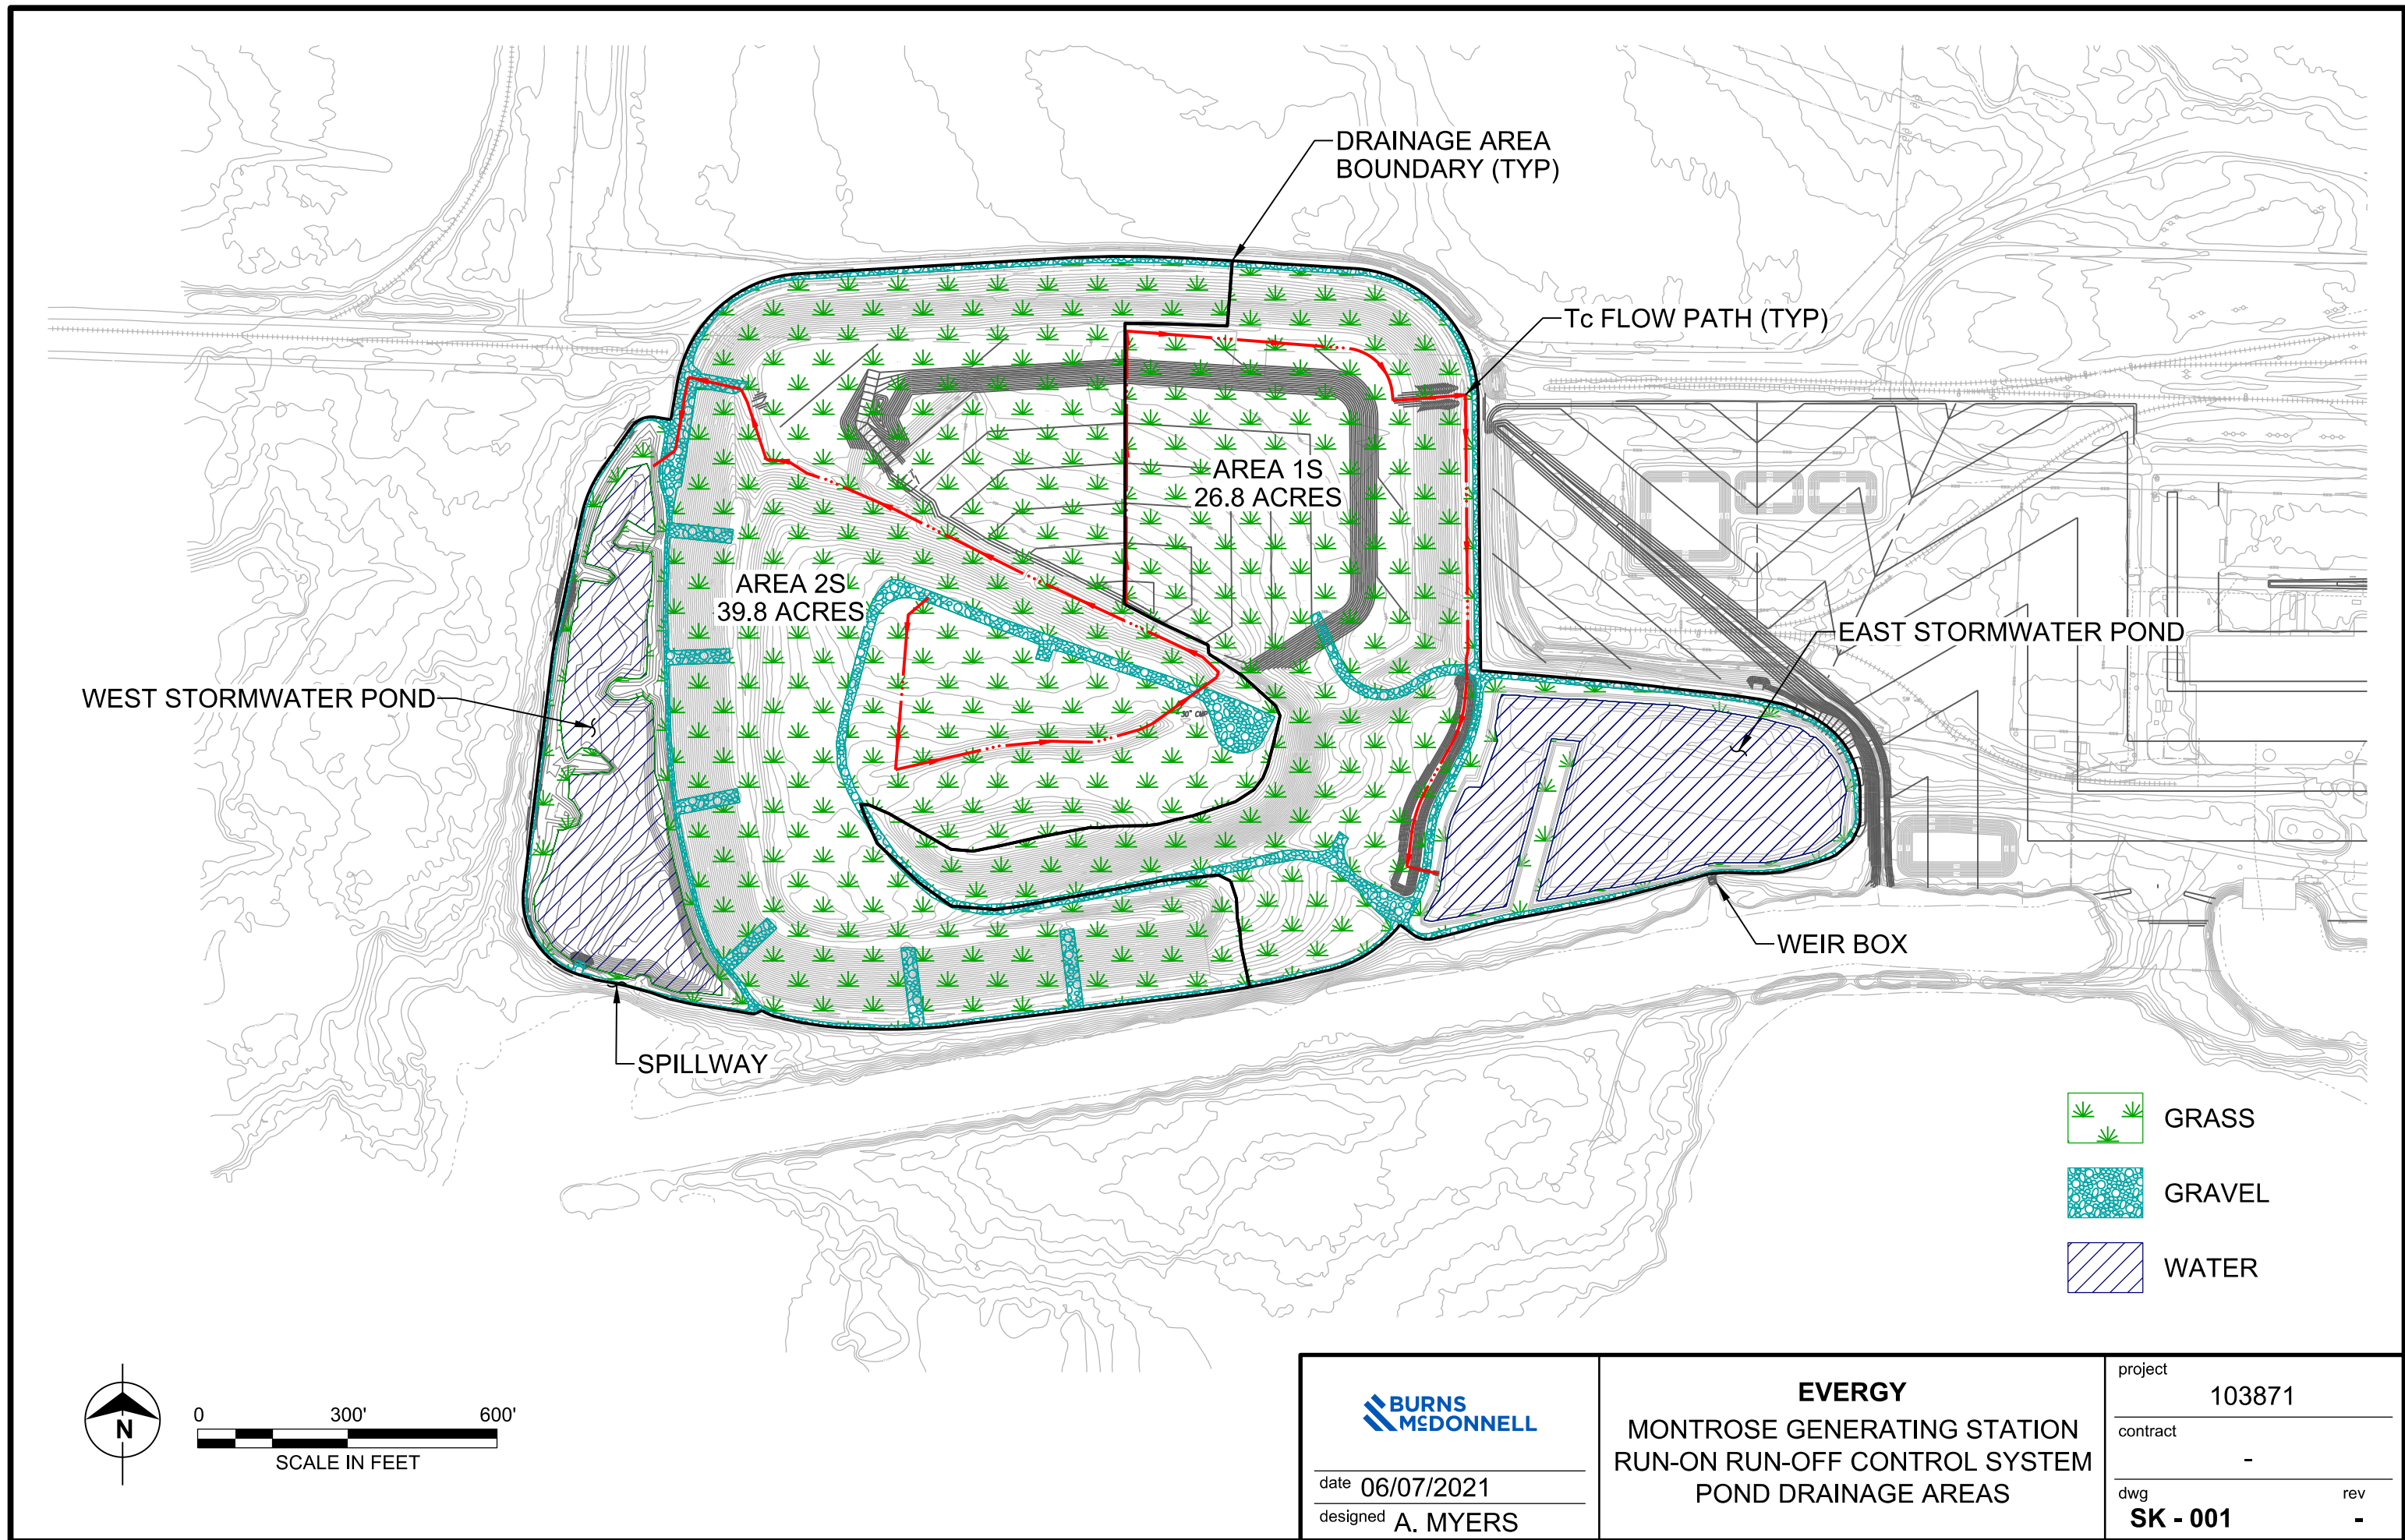 DRAINAGE AREA
BOUNDARY (TYP)
Tc FLOW PATH (TYP)
AREA 1S
26.8 ACRES
AREA 2S
39.8 ACRES
EAST STORMWATER POND
WEST STORMWATER POND
30" CMP
WEIR BOX
SPILLWAY
GRASS
GRAVEL
WATER
N
0 300' 600'
SCALE IN FEET
BURNS
McDONNELL
date 06/07/2021
designed A. MYERS
EVERGY
MONTROSE GENERATING STATION
RUN-ON RUN-OFF CONTROL SYSTEM
POND DRAINAGE AREAS
project
103871
contract
-
dwg rev
SK - 001 -